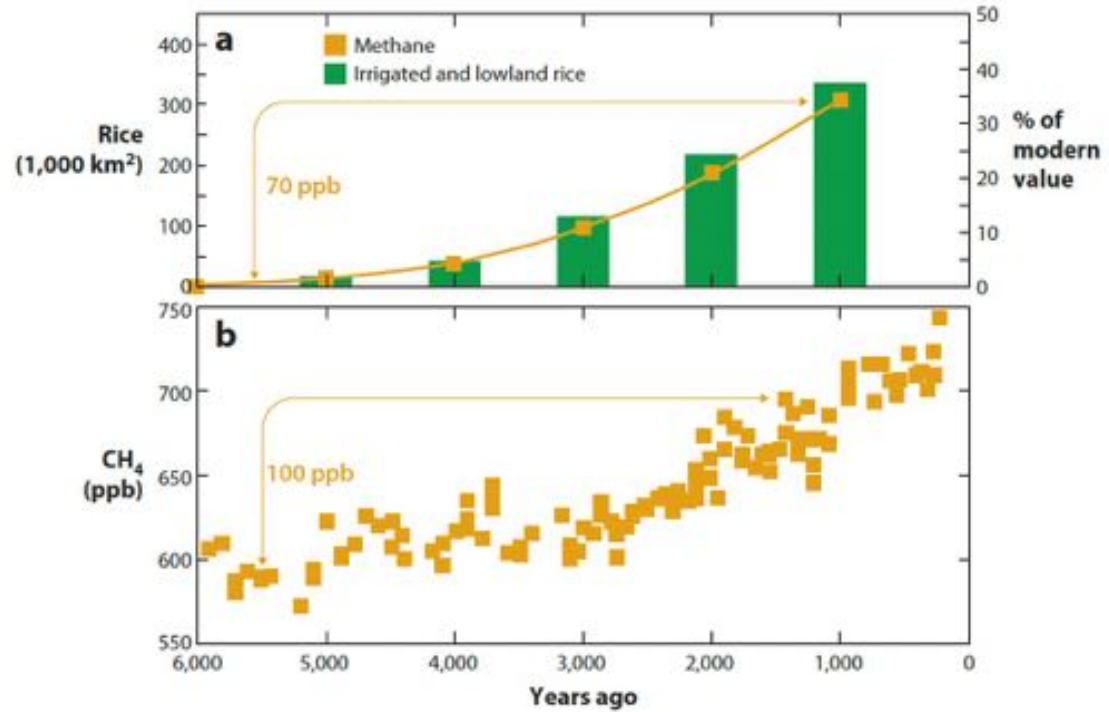 a
Methane
Irrigated and lowland rice
Rice
(1,000 km²)
400
300
200
100
0
70 ppb
50
40
30
20
10
0
% of
modern
value
b
CH₄
(ppb)
750
700
650
600
550
100 ppb
6,000 5,000 4,000 3,000 2,000 1,000 0
Years ago